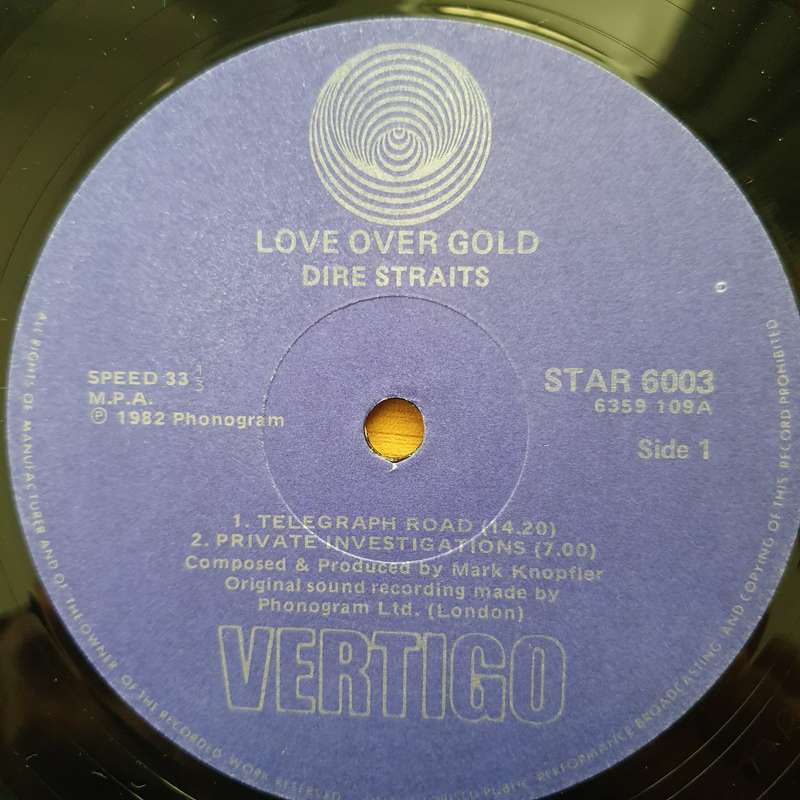 LOVE OVER GOLD
DIRE STRAITS
SPEED 33 1/3
M.P.A.
℗ 1982 Phonogram
STAR 6003
6359 109A
Side 1
1. TELEGRAPH ROAD (14.20)
2. PRIVATE INVESTIGATIONS (7.00)
Composed & Produced by Mark Knopfler
Original sound recording made by
Phonogram Ltd. (London)
VERTIGO
ALL RIGHTS OF MANUFACTURER AND OF THE OWNER OF THE RECORDED WORK RESERVED
PUBLIC PERFORMANCE BROADCASTING AND COPYING OF THIS RECORD PROHIBITED